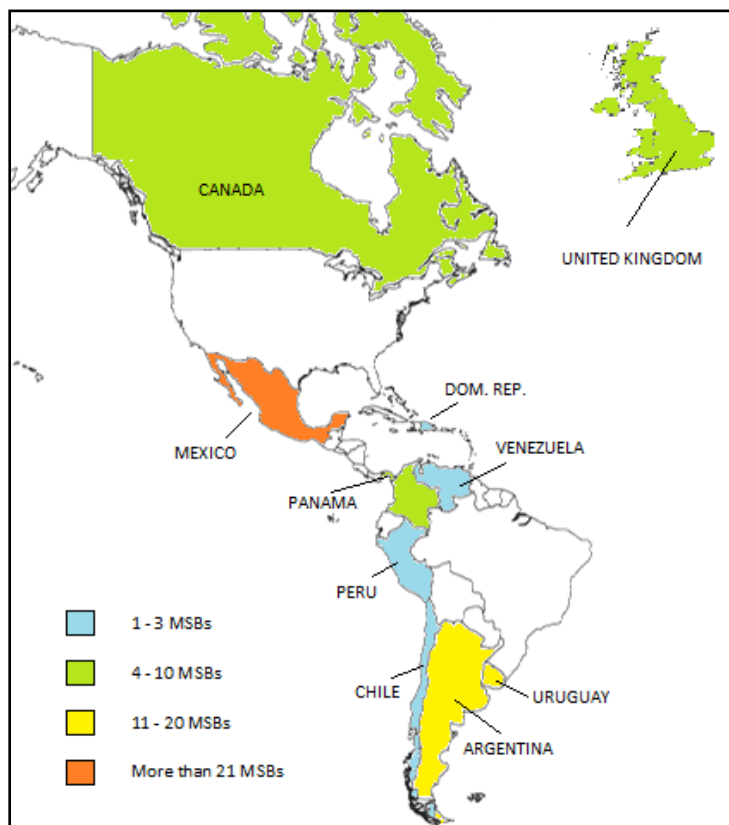 CANADA
UNITED KINGDOM
DOM. REP.
MEXICO
VENEZUELA
PANAMA
PERU
1 - 3 MSBs
4 - 10 MSBs
CHILE
URUGUAY
11 - 20 MSBs
ARGENTINA
More than 21 MSBs